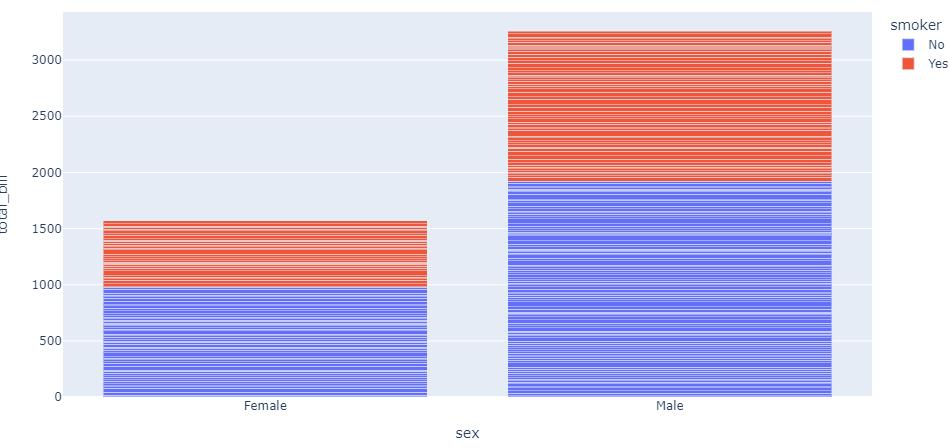 smoker
No
Yes
3000
2500
2000
1500
1000
500
0
total_bill
Female
Male
sex